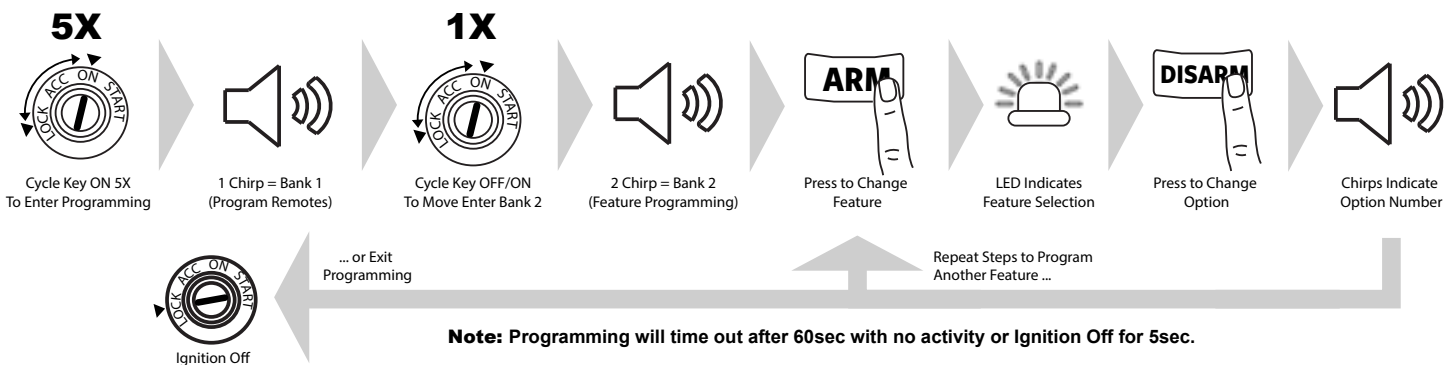 5X
LOCK ACC ON START
Cycle Key ON 5X
To Enter Programming
1 Chirp = Bank 1
(Program Remotes)
1X
LOCK ACC ON START
Cycle Key OFF/ON
To Move Enter Bank 2
2 Chirp = Bank 2
(Feature Programming)
ARM
Press to Change
Feature
LED Indicates
Feature Selection
DISARM
Press to Change
Option
Chirps Indicate
Option Number
LOCK ACC ON START
Ignition Off
... or Exit
Programming
Repeat Steps to Program
Another Feature ...
Note: Programming will time out after 60sec with no activity or Ignition Off for 5sec.